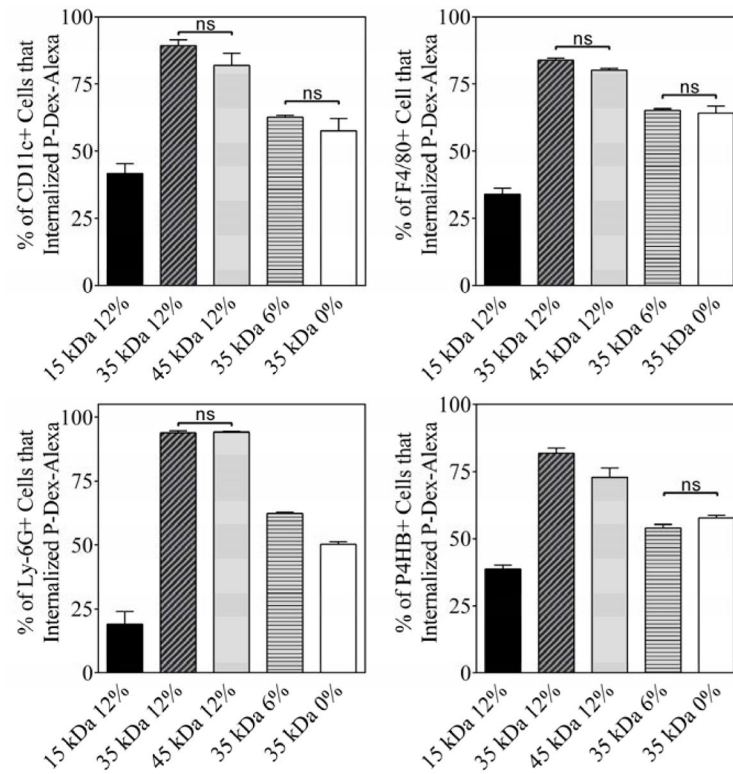 % of CD11c+ Cells that
Internalized P-Dex-Alexa
100
75
50
25
0
ns
ns
15 kDa 12%
35 kDa 12%
45 kDa 12%
35 kDa 6%
35 kDa 0%
% of F4/80+ Cell that
Internalized P-Dex-Alexa
100
75
50
25
0
ns
ns
15 kDa 12%
35 kDa 12%
45 kDa 12%
35 kDa 6%
35 kDa 0%
% of Ly-6G+ Cells that
Internalized P-Dex-Alexa
100
75
50
25
0
ns
15 kDa 12%
35 kDa 12%
45 kDa 12%
35 kDa 6%
35 kDa 0%
% of P4HB+ Cells that
Internalized P-Dex-Alexa
100
75
50
25
0
ns
15 kDa 12%
35 kDa 12%
45 kDa 12%
35 kDa 6%
35 kDa 0%